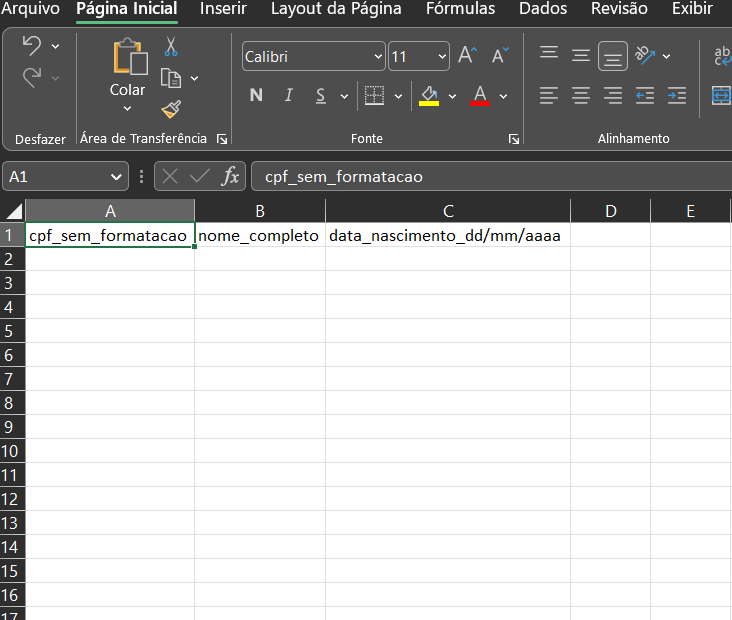 Arquivo Página Inicial Inserir Layout da Página Fórmulas Dados Revisão Exibir
Calibri 11
Colar
N I S A
ab
Desfazer Área de Transferência Fonte Alinhamento
A1 fx cpf_sem_formatacao
A B C D E
1 cpf_sem_formatacao nome_completo data_nascimento_dd/mm/aaaa
2
3
4
5
6
7
8
9
10
11
12
13
14
15
16
17